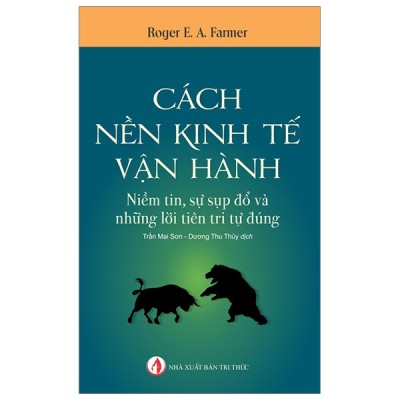 Roger E. A. Farmer
CÁCH
NỀN KINH TẾ
VẬN HÀNH
Niềm tin, sự sụp đổ và
những lời tiên tri tự đúng
Trần Mai Sơn - Dương Thu Thủy dịch
NHÀ XUẤT BẢN TRI THỨC